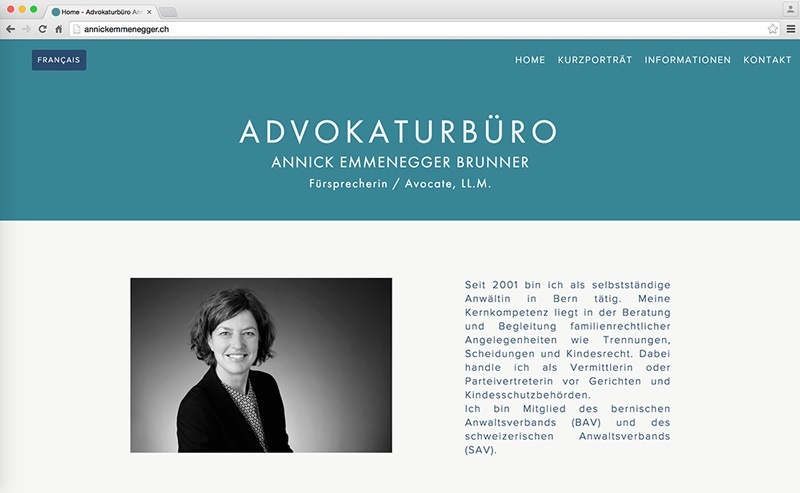 Home - Advokaturbüro An
annickemmenegger.ch
FRANÇAIS
HOME KURZPORTRÄT INFORMATIONEN KONTAKT
ADVOKATURBÜRO
ANNICK EMMENEGGER BRUNNER
Fürsprecherin / Avocate, LL.M.
Seit 2001 bin ich als selbstständige
Anwältin in Bern tätig. Meine
Kernkompetenz liegt in der Beratung
und Begleitung familienrechtlicher
Angelegenheiten wie Trennungen,
Scheidungen und Kindesrecht. Dabei
handle ich als Vermittlerin oder
Parteivertreterin vor Gerichten und
Kindesschutzbehörden.
Ich bin Mitglied des bernischen
Anwaltsverbands (BAV) und des
schweizerischen Anwaltsverbands
(SAV).